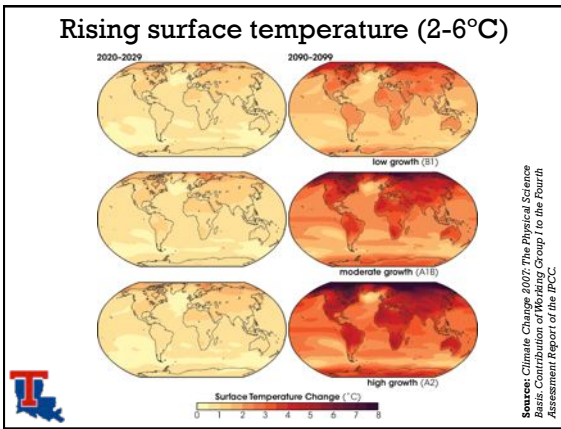 Rising surface temperature (2-6°C)
2020–2029
2090–2099
low growth (B1)
moderate growth (A1B)
high growth (A2)
Surface Temperature Change (°C)
0 1 2 3 4 5 6 7 8
Source: Climate Change 2007: The Physical Science
Basis. Contribution of Working Group I to the Fourth
Assessment Report of the IPCC.
T